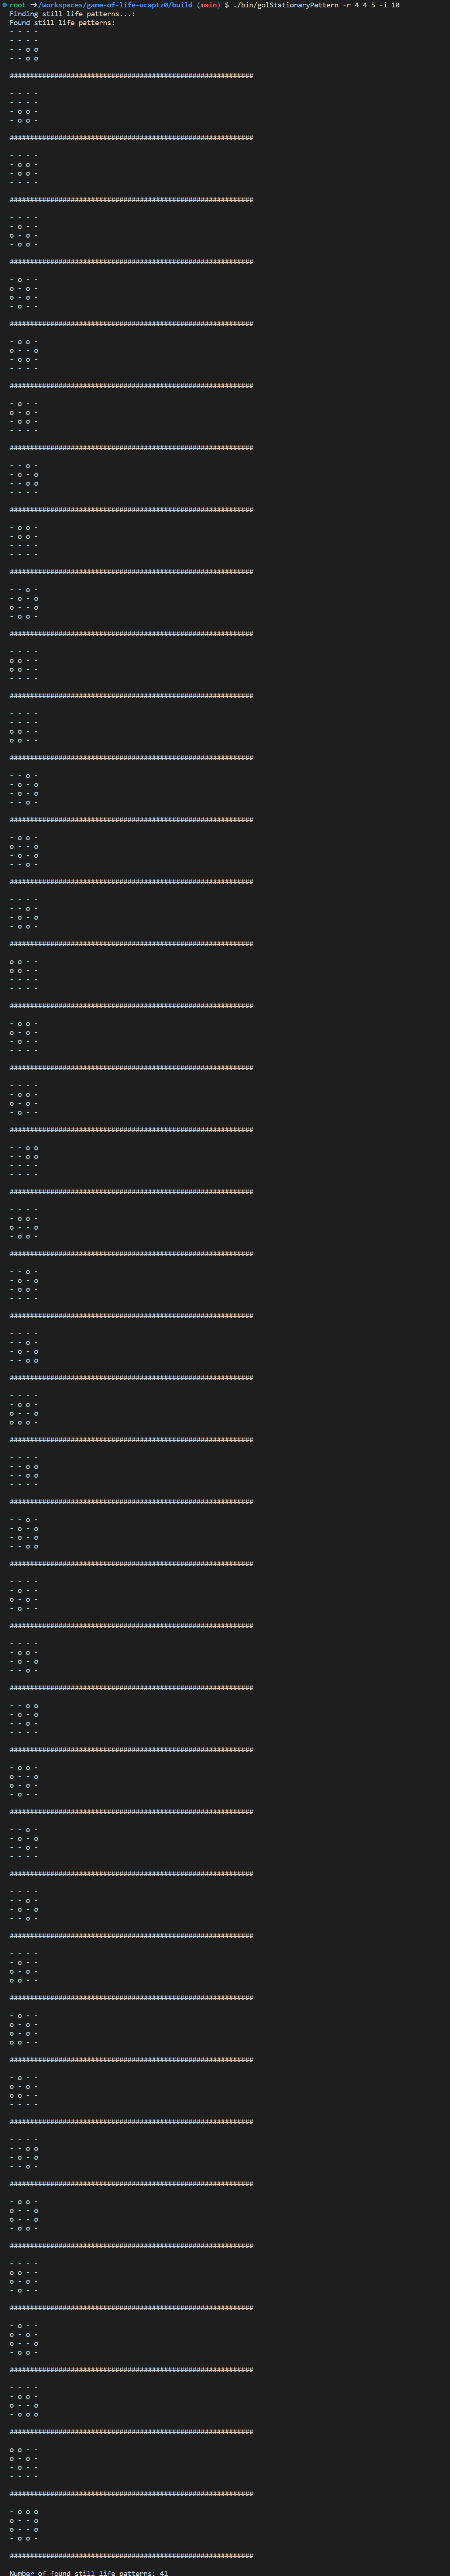 root ➜ /workspaces/game-of-life-ucaptz0/build (main) $ ./bin/golStationaryPattern -r 4 4 5 -i 10
Finding still life patterns...:
Found still life patterns:
- - - -
- - - -
- - o o
- - o o
############################################################
- - - -
- - - -
- o o -
- o o -
############################################################
- - - -
- o o -
- o o -
- - - -
############################################################
- - - -
- o - -
o - o -
- o o -
############################################################
- o - -
o - o -
o - o -
- o - -
############################################################
- o o -
o - - o
- o o -
- - - -
############################################################
- o - -
o - o -
- o o -
- - - -
############################################################
- - o -
- o - o
- - o o
- - - -
############################################################
- o o -
- o o -
- - - -
- - - -
############################################################
- - o -
- o - o
o - - o
- o o -
############################################################
- - - -
o o - -
o o - -
- - - -
############################################################
- - - -
- - - -
o o - -
o o - -
############################################################
- - o -
- o - o
- o - o
- - o -
############################################################
- o o -
o - - o
- o - o
- - o -
############################################################
- - - -
- - o -
- o - o
- o o -
############################################################
o o - -
o o - -
- - - -
- - - -
############################################################
- o o -
o - o -
- o - -
- - - -
############################################################
- - - -
- o o -
o - o -
- o - -
############################################################
- - o o
- - o o
- - - -
- - - -
############################################################
- - - -
- o o -
o - - o
- o o -
############################################################
- - o -
- o - o
- o o -
- - - -
############################################################
- - - -
- - o -
- o - o
- - o o
############################################################
- - - -
- o o -
o - - o
o o o -
############################################################
- - - -
- - o o
- - o o
- - - -
############################################################
- - o -
- o - o
- o - o
- - o o
############################################################
- - - -
- o - -
o - o -
- o - -
############################################################
- - - -
- o o -
- o - o
- - o -
############################################################
- - o o
- o - o
- - o -
- - - -
############################################################
- o o -
o - - o
o - o -
- o - -
############################################################
- - o -
- o - o
- - o -
- - - -
############################################################
- - - -
- - o -
- o - o
- - o -
############################################################
- - - -
- o - -
o - o -
o o - -
############################################################
- o - -
o - o -
o - o -
o o - -
############################################################
- o - -
o - o -
o o - -
- - - -
############################################################
- - - -
- - o o
- o - o
- - o -
############################################################
- o o -
o - - o
o - - o
- o o -
############################################################
- - - -
o o - -
o - o -
- o - -
############################################################
- o - -
o - o -
o - - o
- o o -
############################################################
- - - -
- o o -
o - - o
- o o o
############################################################
o o - -
o - o -
- o - -
- - - -
############################################################
- o o o
o - - o
o - - o
- o o -
############################################################
Number of found still life patterns: 41